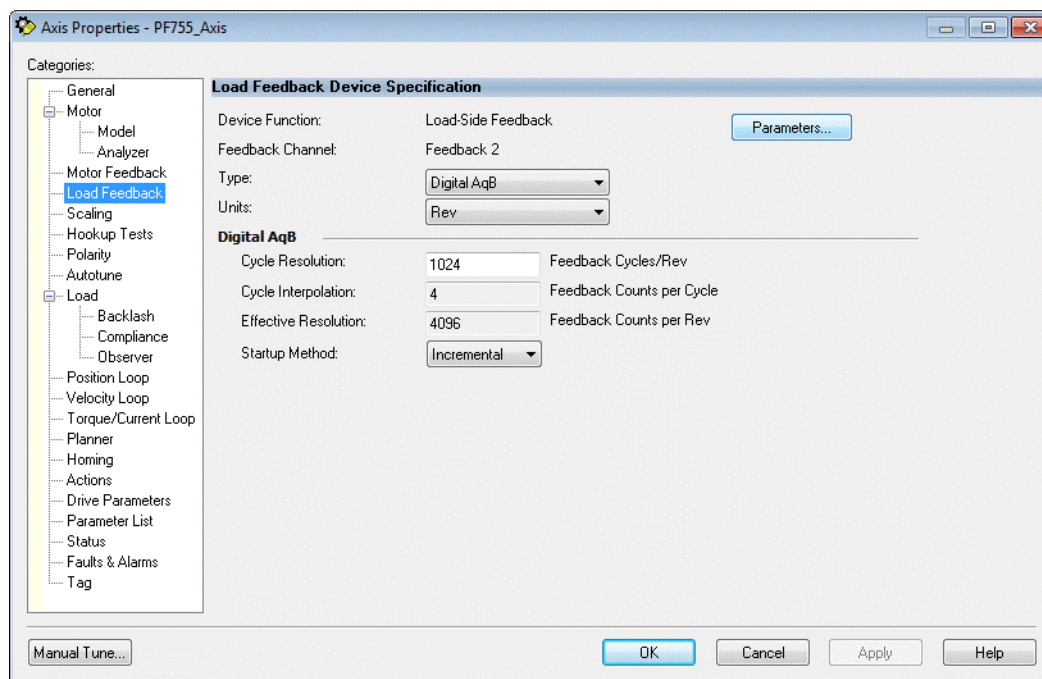 Axis Properties - PF755_Axis
Categories:
General
Motor
Model
Analyzer
Motor Feedback
Load Feedback
Scaling
Hookup Tests
Polarity
Autotune
Load
Backlash
Compliance
Observer
Position Loop
Velocity Loop
Torque/Current Loop
Planner
Homing
Actions
Drive Parameters
Parameter List
Status
Faults & Alarms
Tag
Load Feedback Device Specification
Device Function: Load-Side Feedback Parameters...
Feedback Channel: Feedback 2
Type: Digital AqB
Units: Rev
Digital AqB
Cycle Resolution: 1024 Feedback Cycles/Rev
Cycle Interpolation: 4 Feedback Counts per Cycle
Effective Resolution: 4096 Feedback Counts per Rev
Startup Method: Incremental
Manual Tune... OK Cancel Apply Help